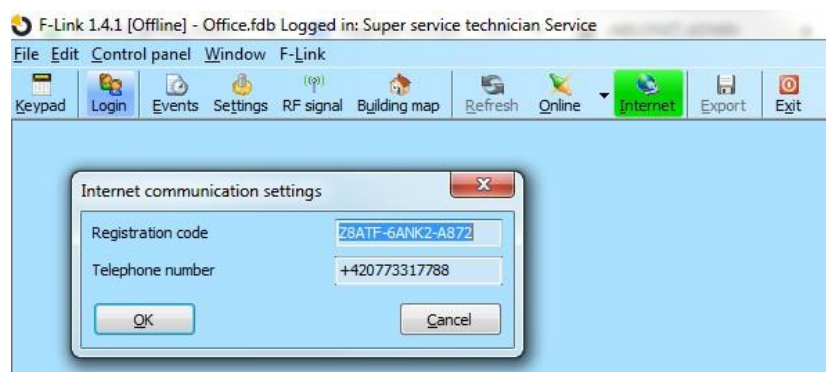 F-Link 1.4.1 [Offline] - Office.fdb Logged in: Super service technician Service
File Edit Control panel Window F-Link
Keypad Login Events Settings RF signal Building map Refresh Online Internet Export Exit
Internet communication settings
Registration code Z8ATF-6ANK2-A872
Telephone number +420773317788
OK Cancel